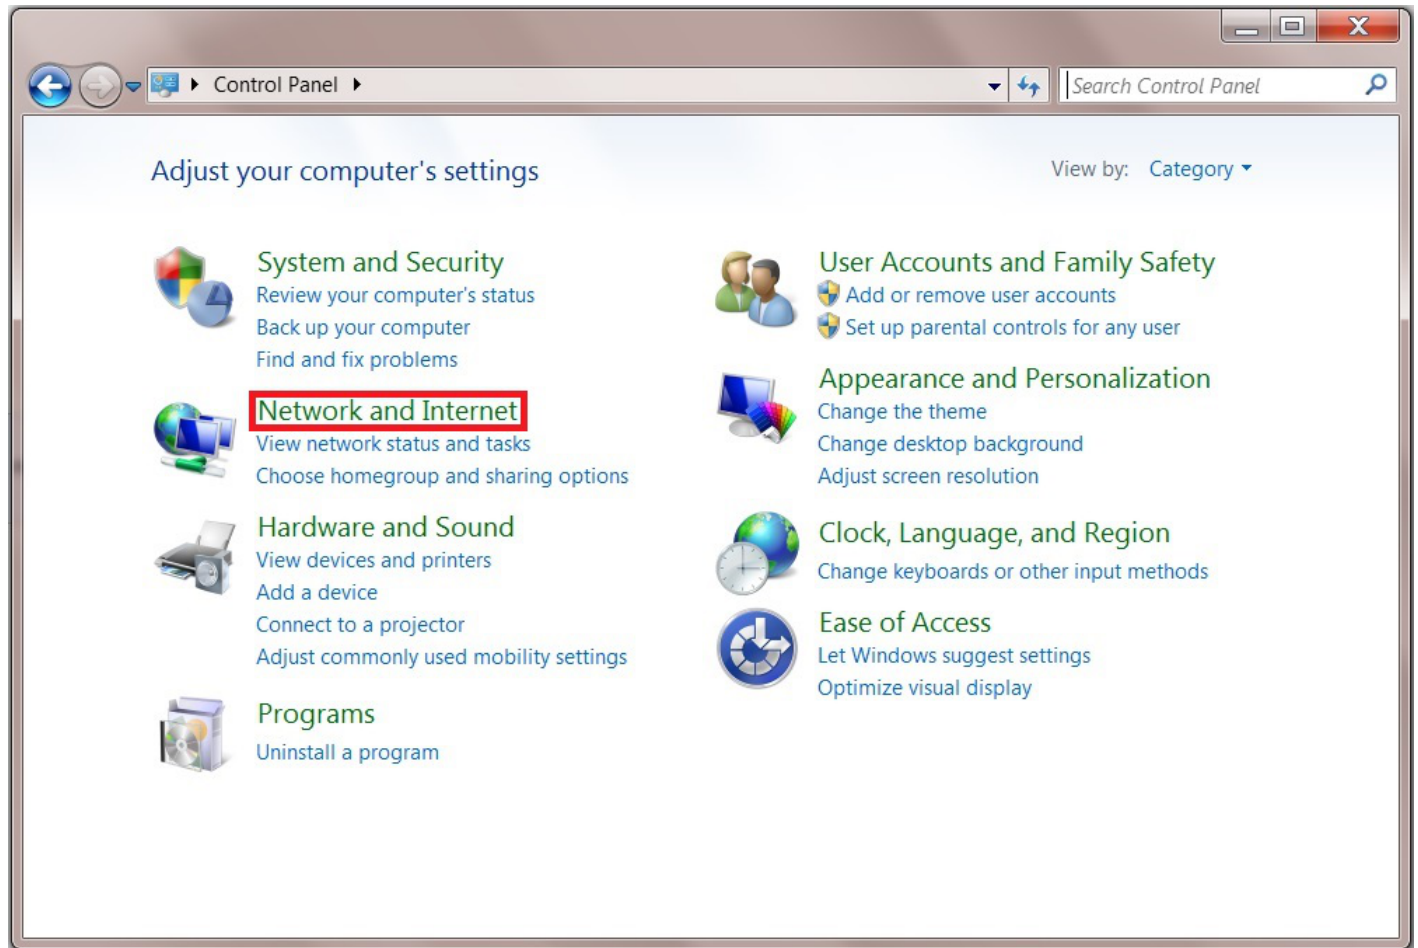 Control Panel
Search Control Panel
Adjust your computer's settings
View by: Category
System and Security
Review your computer's status
Back up your computer
Find and fix problems
Network and Internet
View network status and tasks
Choose homegroup and sharing options
Hardware and Sound
View devices and printers
Add a device
Connect to a projector
Adjust commonly used mobility settings
Programs
Uninstall a program
User Accounts and Family Safety
Add or remove user accounts
Set up parental controls for any user
Appearance and Personalization
Change the theme
Change desktop background
Adjust screen resolution
Clock, Language, and Region
Change keyboards or other input methods
Ease of Access
Let Windows suggest settings
Optimize visual display